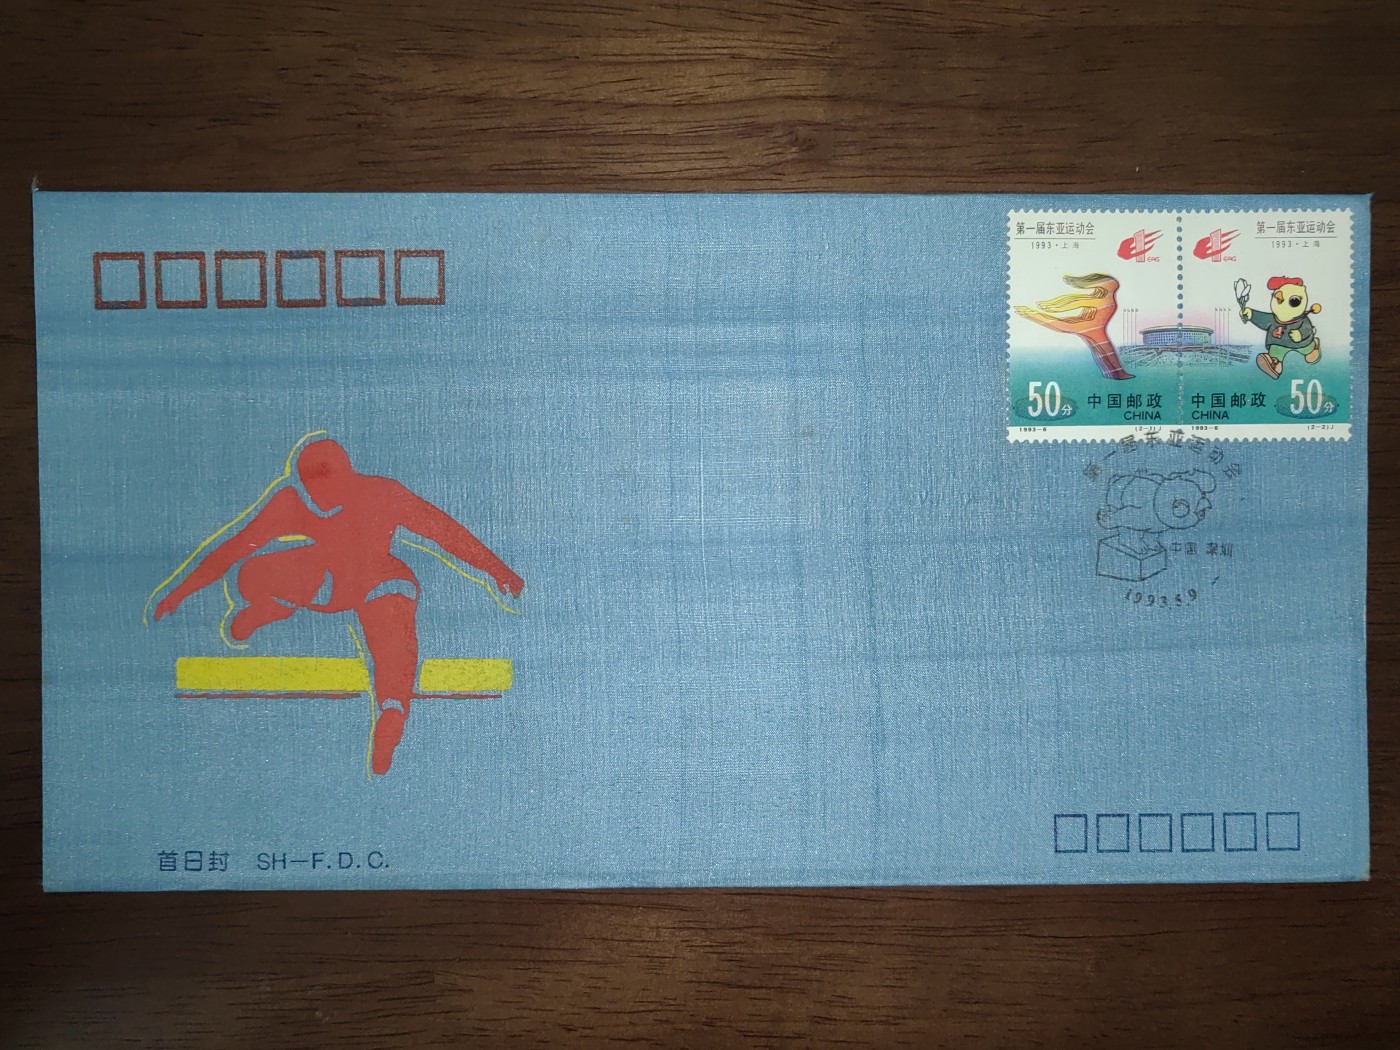 第一届东亚运动会
1993·上海
EAG
50分
中国邮政
CHINA
1993-6
(2-1)J
第一届东亚运动会
1993·上海
EAG
中国邮政
CHINA
50分
1993-6
(2-2)J
第一届东亚运动会
中国 深圳
1993.5.9
首日封 SH-F.D.C.